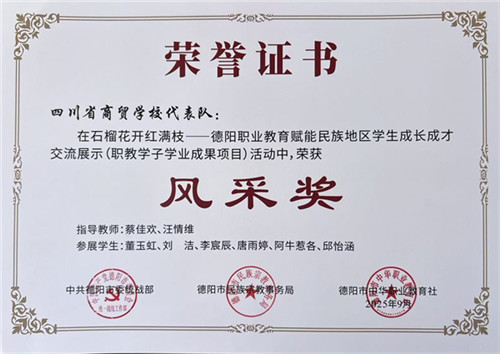 荣誉证书
四川省商贸学校代表队：
在石榴花开红满枝——德阳职业教育赋能民族地区学生成长成才
交流展示（职教学子学业成果项目）活动中，荣获
风采奖
指导教师：蔡佳欢、汪情维
参展学生：董玉虹、刘　洁、李宸辰、唐雨婷、阿牛惹各、邱怡涵
中共德阳市委统战部　德阳市民族宗教事务局　德阳市中华职业教育社
2025年9月